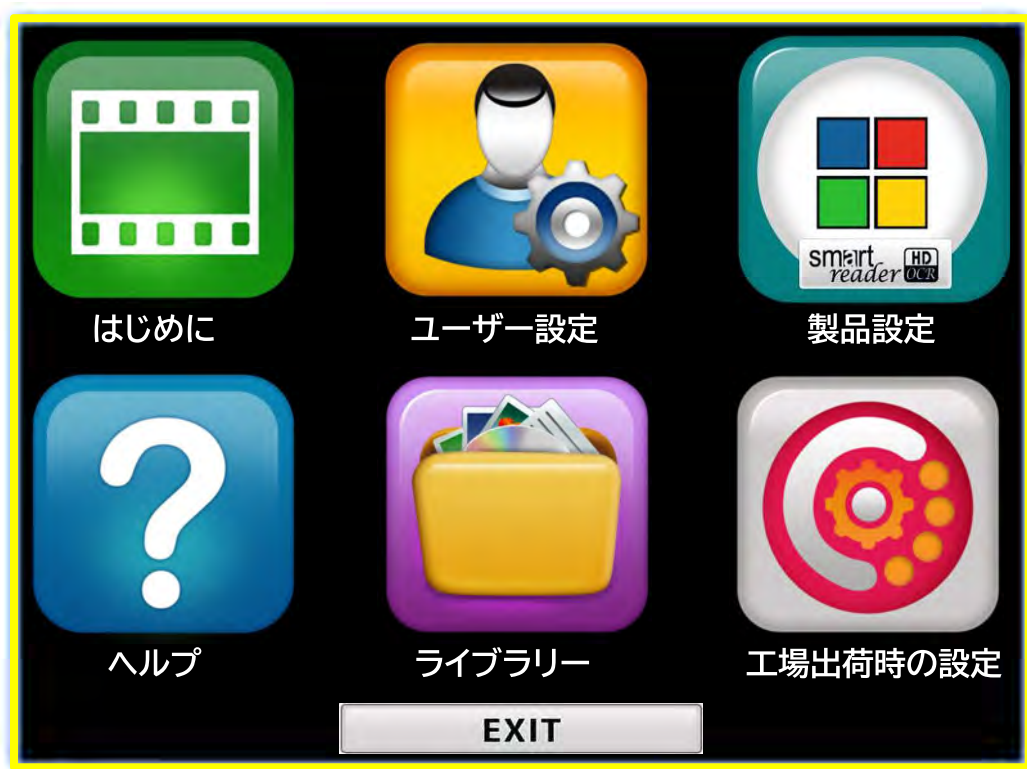 smart
reader HD
OCR
はじめに
ユーザー設定
製品設定
ヘルプ
ライブラリー
工場出荷時の設定
EXIT